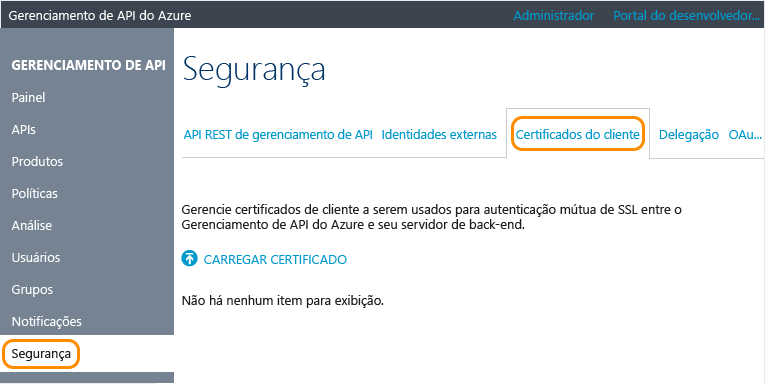 Gerenciamento de API do Azure
Administrador
Portal do desenvolvedor...
GERENCIAMENTO DE API
Painel
APIs
Produtos
Políticas
Análise
Usuários
Grupos
Notificações
Segurança
Segurança
API REST de gerenciamento de API
Identidades externas
Certificados do cliente
Delegação
OAu...
Gerencie certificados de cliente a serem usados para autenticação mútua de SSL entre o
Gerenciamento de API do Azure e seu servidor de back-end.
CARREGAR CERTIFICADO
Não há nenhum item para exibição.